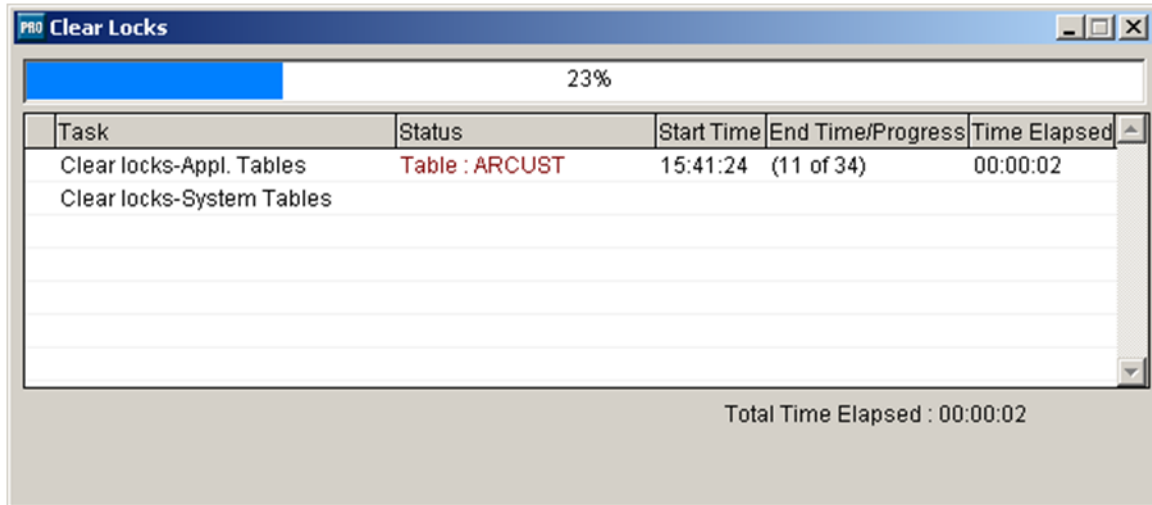 PRO Clear Locks
23%
Task Status Start Time End Time/Progress Time Elapsed
Clear locks-Appl. Tables Table : ARCUST 15:41:24 (11 of 34) 00:00:02
Clear locks-System Tables
Total Time Elapsed : 00:00:02